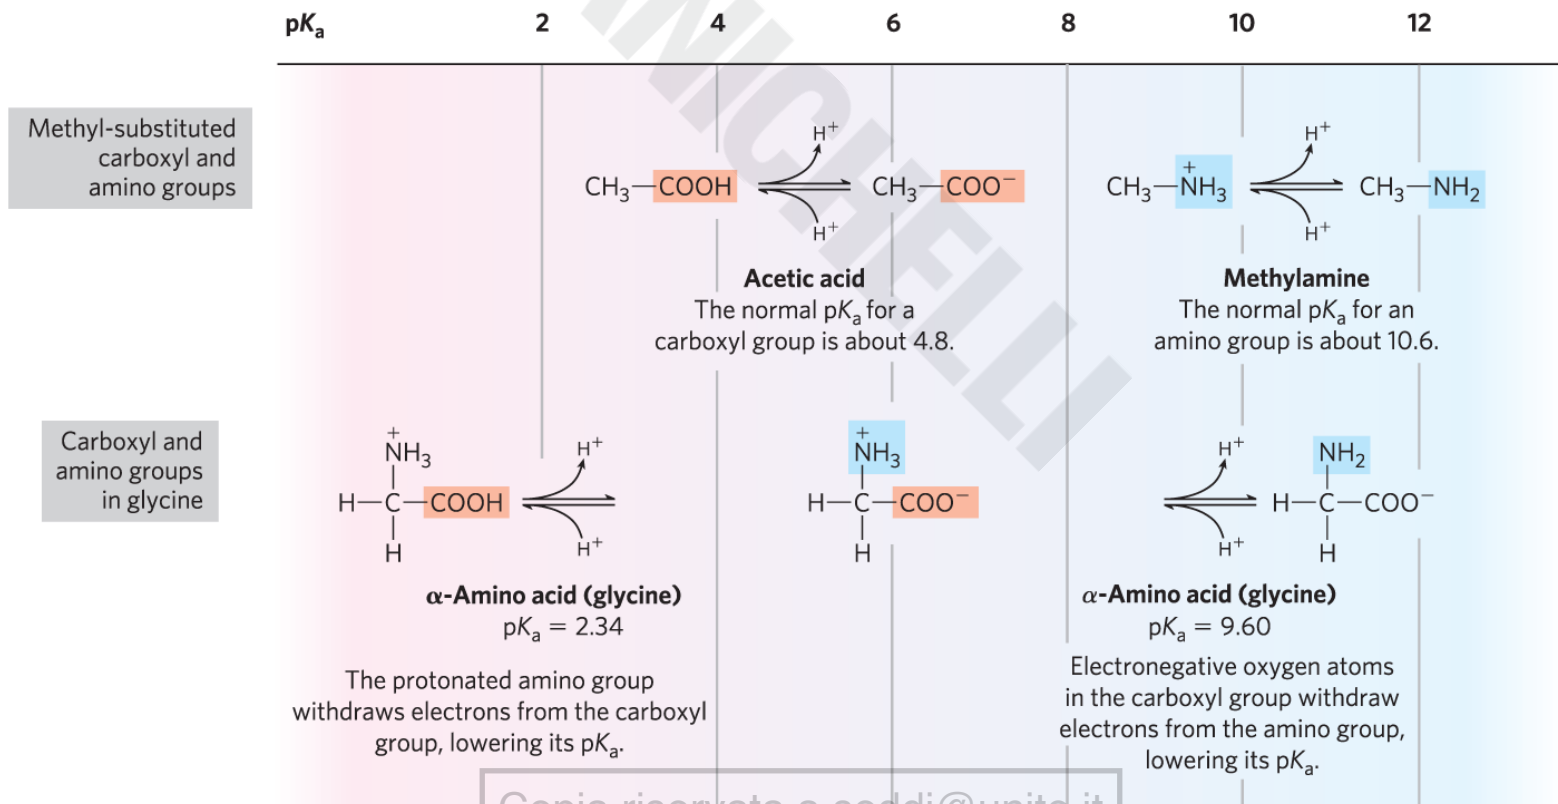 pKa 2 4 6 8 10 12
Methyl-substituted
carboxyl and
amino groups
H+ H+
CH3—COOH CH3—COO− CH3—N+H3 CH3—NH2
H+ H+
Acetic acid
The normal pKa for a
carboxyl group is about 4.8.
Methylamine
The normal pKa for an
amino group is about 10.6.
Carboxyl and
amino groups
in glycine
+ +
NH3 H+ NH3 H+ NH2
H—C—COOH H—C—COO− H—C—COO−
H H+ H H+ H
α-Amino acid (glycine)
pKa = 2.34
The protonated amino group
withdraws electrons from the carboxyl
group, lowering its pKa.
α-Amino acid (glycine)
pKa = 9.60
Electronegative oxygen atoms
in the carboxyl group withdraw
electrons from the amino group,
lowering its pKa.
NICHELLI
Copia riservata a